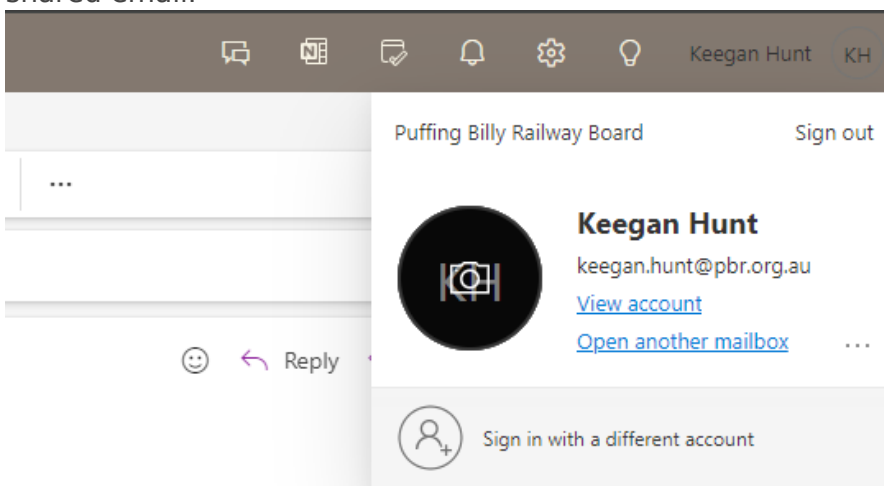 shared email.
Keegan Hunt KH
Puffing Billy Railway Board Sign out
...
Keegan Hunt
KH
keegan.hunt@pbr.org.au
View account
Open another mailbox ...
Reply
Sign in with a different account